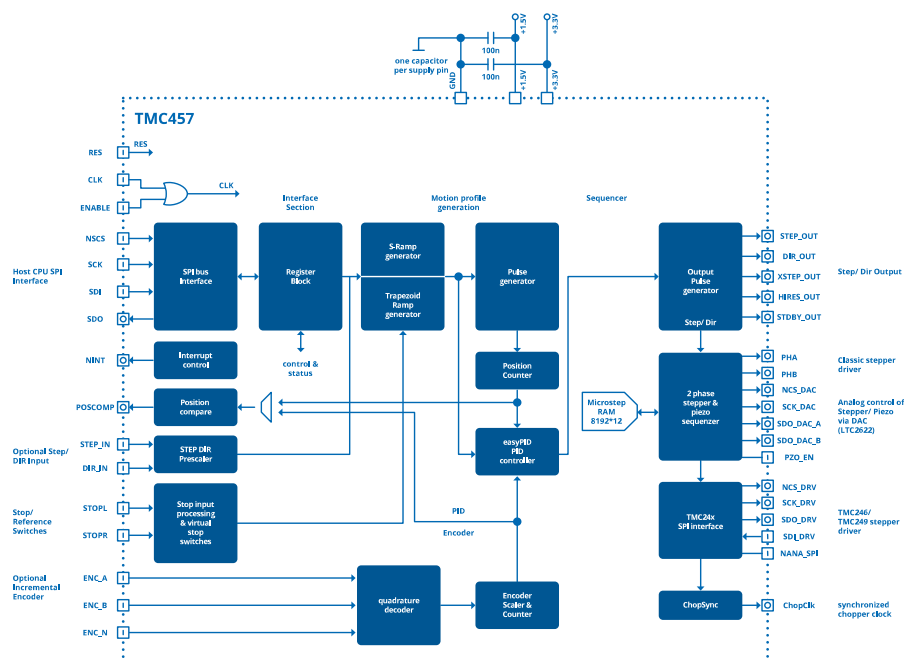 +1.5V
+3.3V
100n
one capacitor
per supply pin
100n
GND
+1.5V
+3.3V
TMC457
RES
RES
CLK
CLK
ENABLE
Interface
Section
Motion profile
generation
Sequencer
Host CPU SPI
Interface
NSCS
SCK
SDI
SDO
SPI bus
Interface
Register
Block
S-Ramp
generator
Trapezoid
Ramp
generator
Pulse
generator
Output
Pulse
generator
Step/ Dir
STEP_OUT
DIR_OUT
XSTEP_OUT
HIRES_OUT
STDBY_OUT
Step/ Dir Output
NINT
Interrupt
control
control &
status
Position
Counter
POSCOMP
Position
compare
Microstep
RAM
8192*12
2 phase
stepper &
piezo
sequenzer
PHA
PHB
NCS_DAC
SCK_DAC
SDO_DAC_A
SDO_DAC_B
PZO_EN
Classic stepper
driver
Analog control of
Stepper/ Piezo
via DAC
(LTC2622)
Optional Step/
DIR Input
STEP_IN
DIR_IN
STEP DIR
Prescaler
easyPID
PID
controller
Stop/
Reference
Switches
STOPL
STOPR
Stop input
processing
& virtual
stop
switches
PID
Encoder
TMC24x
SPI interface
NCS_DRV
SCK_DRV
SDO_DRV
SDI_DRV
NANA_SPI
TMC246/
TMC249 stepper
driver
Optional
Incremental
Encoder
ENC_A
ENC_B
ENC_N
quadrature
decoder
Encoder
Scaler &
Counter
ChopSync
ChopClk
synchronized
chopper clock